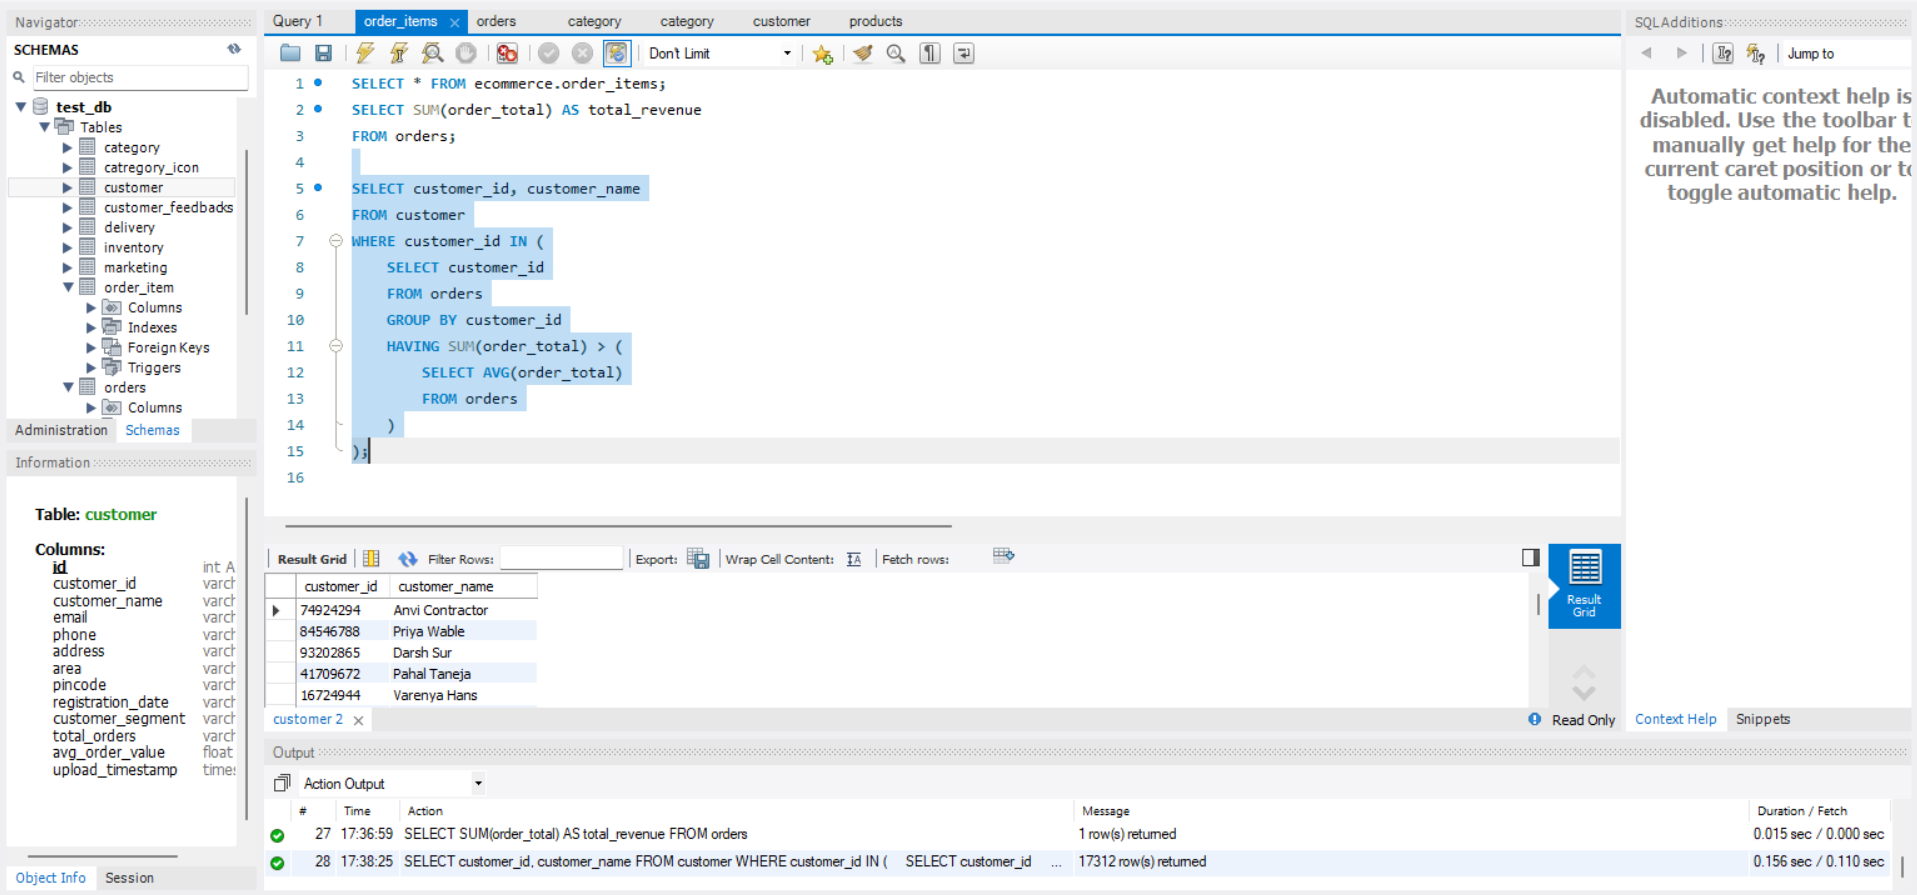 Navigator
SCHEMAS
Filter objects
test_db
Tables
category
catregory_icon
customer
customer_feedbacks
delivery
inventory
marketing
order_item
Columns
Indexes
Foreign Keys
Triggers
orders
Columns
Administration Schemas
Information
Table: customer
Columns:
id int A
customer_id varch
customer_name varch
email varch
phone varch
address varch
area varch
pincode varch
registration_date varch
customer_segment varch
total_orders varch
avg_order_value float
upload_timestamp time
Object Info Session
Query 1 order_items orders category category customer products
Don't Limit
1 SELECT * FROM ecommerce.order_items;
2 SELECT SUM(order_total) AS total_revenue
3 FROM orders;
4
5 SELECT customer_id, customer_name
6 FROM customer
7 WHERE customer_id IN (
8 SELECT customer_id
9 FROM orders
10 GROUP BY customer_id
11 HAVING SUM(order_total) > (
12 SELECT AVG(order_total)
13 FROM orders
14 )
15 );
16
Result Grid Filter Rows: Export: Wrap Cell Content: Fetch rows:
customer_id customer_name
74924294 Anvi Contractor
84546788 Priya Wable
93202865 Darsh Sur
41709672 Pahal Taneja
16724944 Varenya Hans
Result
Grid
customer 2 Read Only
Output
Action Output
# Time Action Message Duration / Fetch
27 17:36:59 SELECT SUM(order_total) AS total_revenue FROM orders 1 row(s) returned 0.015 sec / 0.000 sec
28 17:38:25 SELECT customer_id, customer_name FROM customer WHERE customer_id IN ( SELECT customer_id ... 17312 row(s) returned 0.156 sec / 0.110 sec
SQLAdditions
Jump to
Automatic context help is
disabled. Use the toolbar t
manually get help for the
current caret position or to
toggle automatic help.
Context Help Snippets